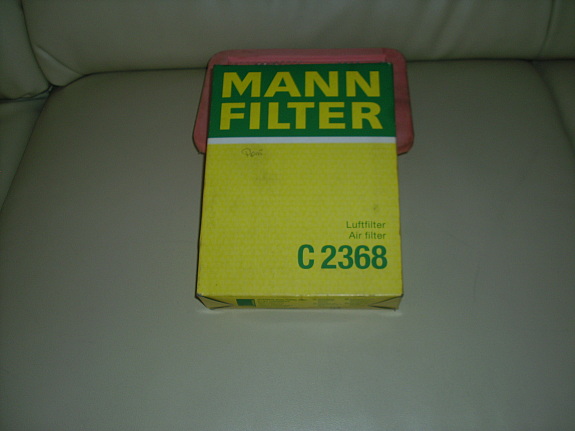 MANN
FILTER
Luftfilter
Air filter
C 2368